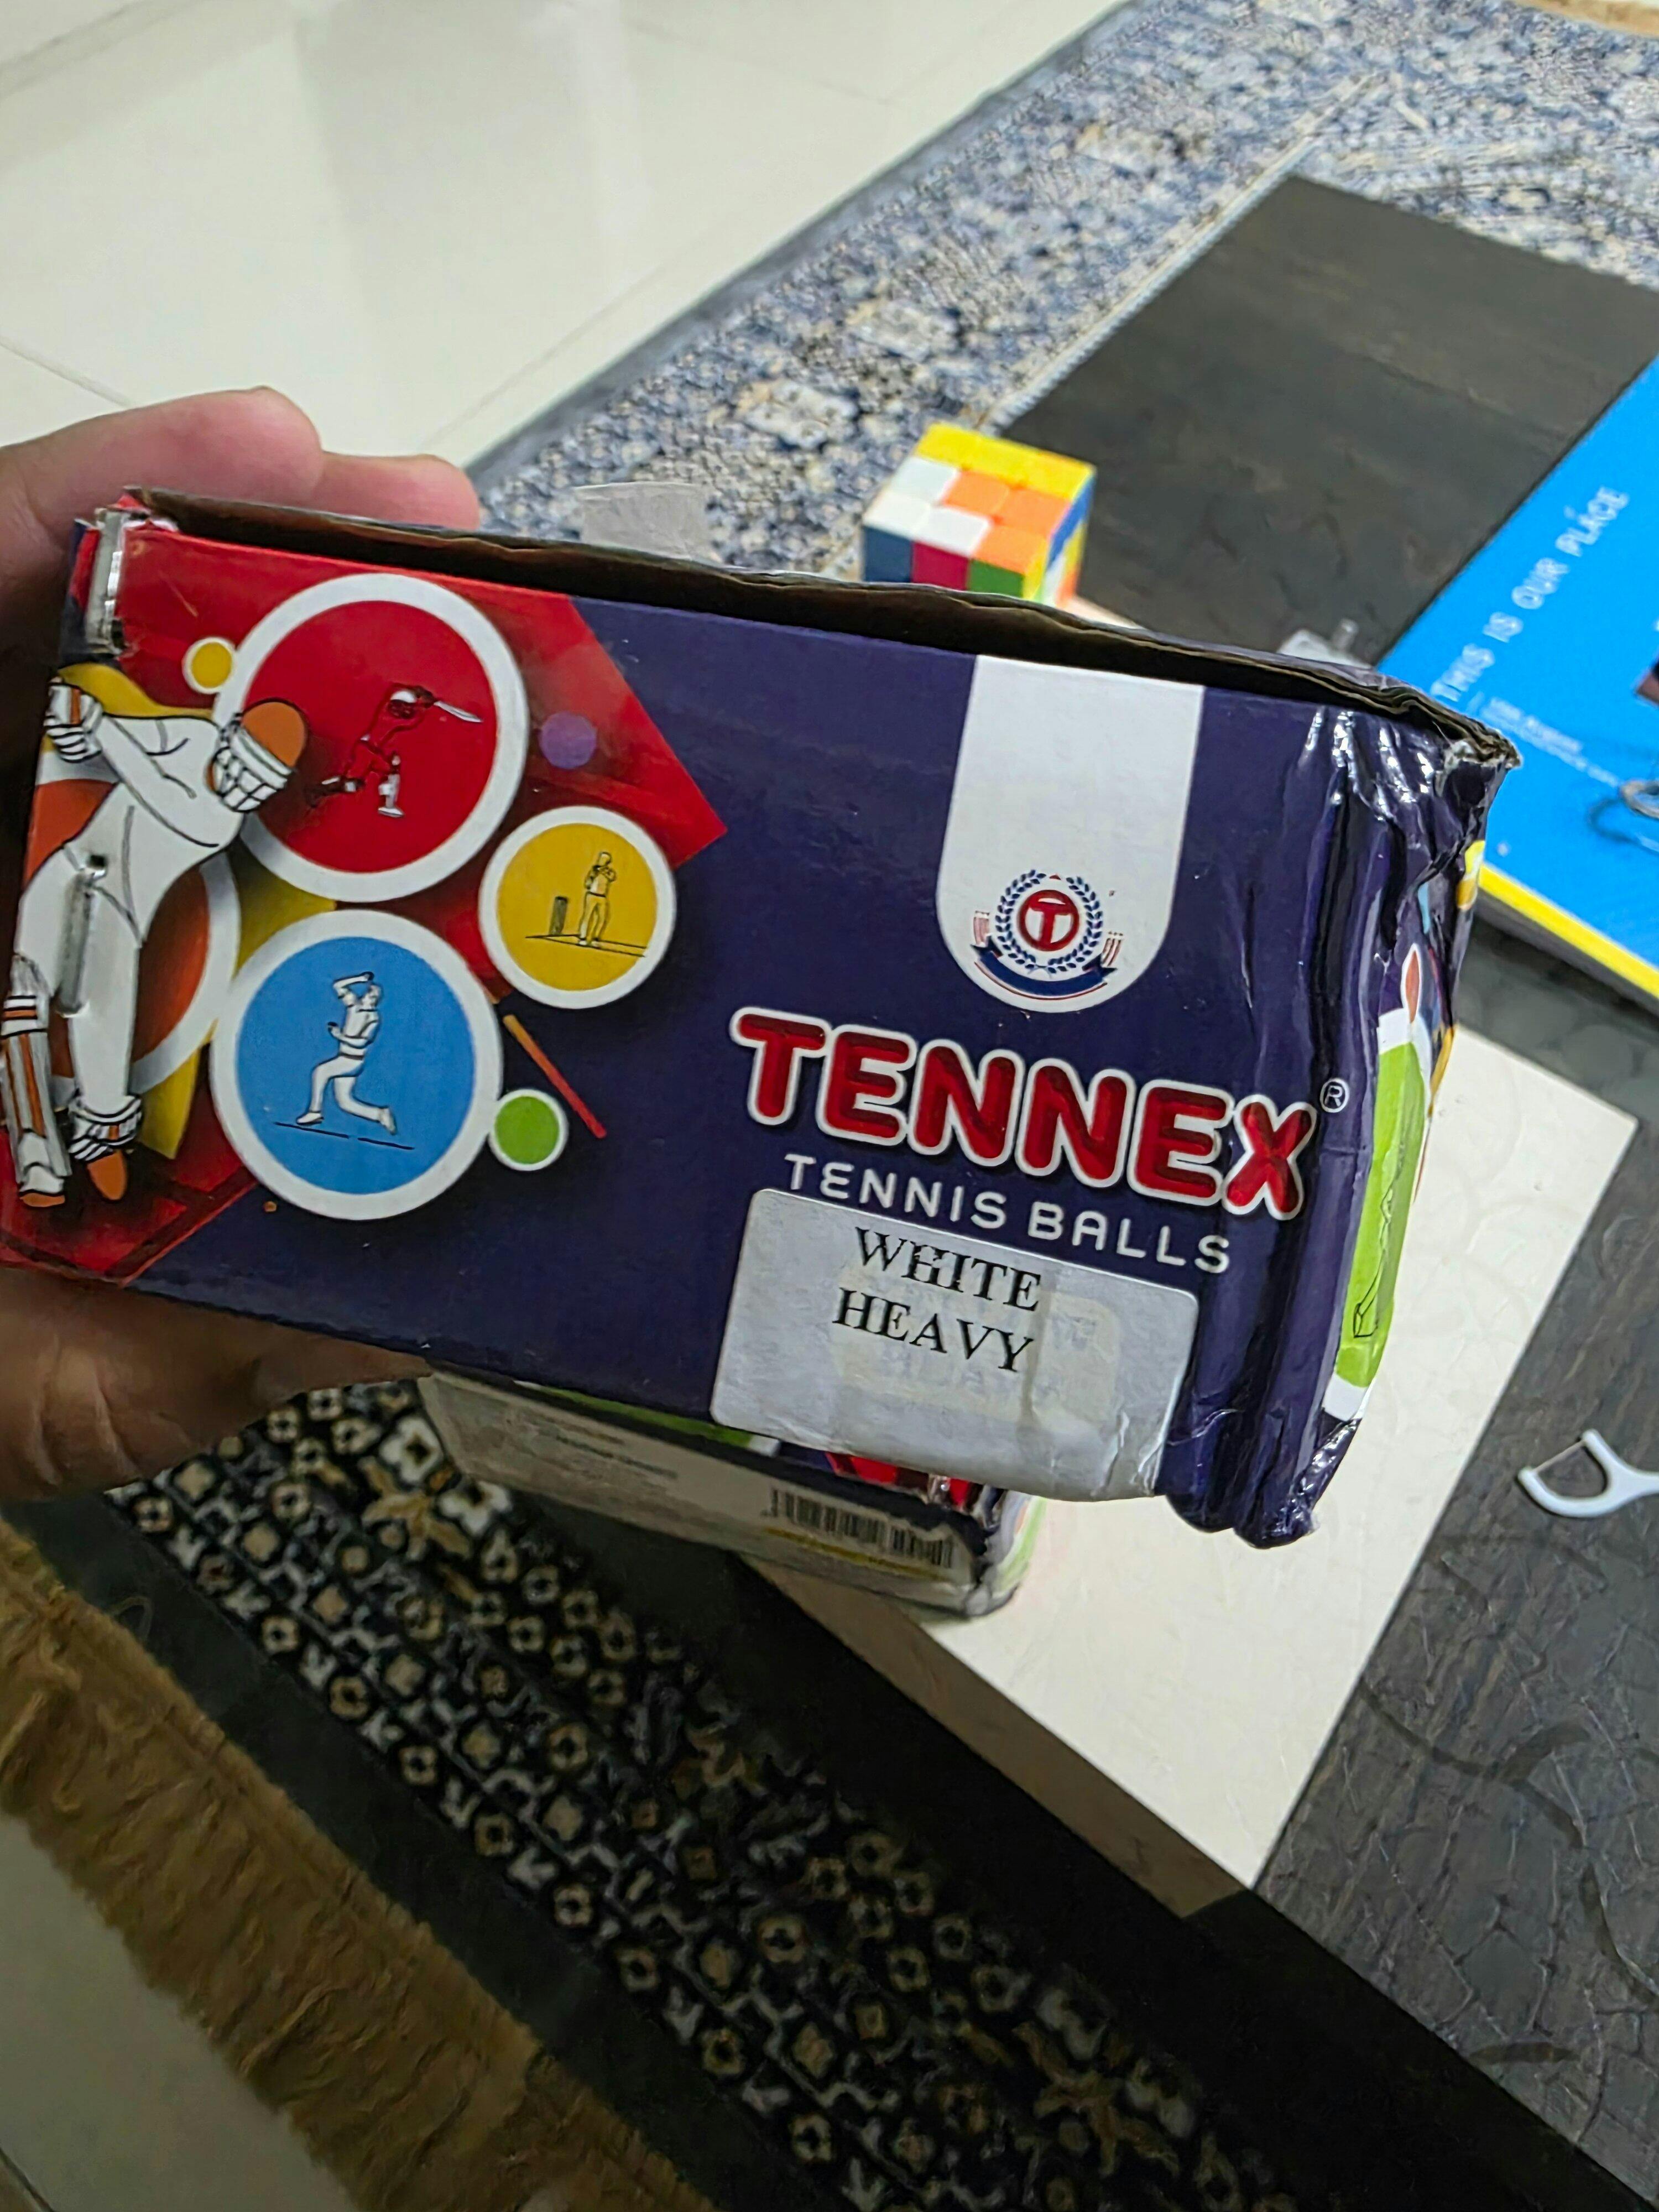 TENNEX®
TENNIS BALLS
WHITE
HEAVY
THIS IS OUR PLACE